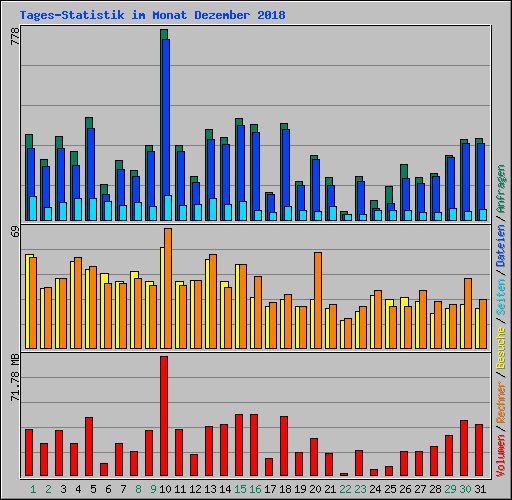 Tages-Statistik im Monat Dezember 2018
778
69
71.78 MB
Volumen / Rechner / Besuche / Seiten / Dateien / Anfragen
1 2 3 4 5 6 7 8 9 10 11 12 13 14 15 16 17 18 19 20 21 22 23 24 25 26 27 28 29 30 31